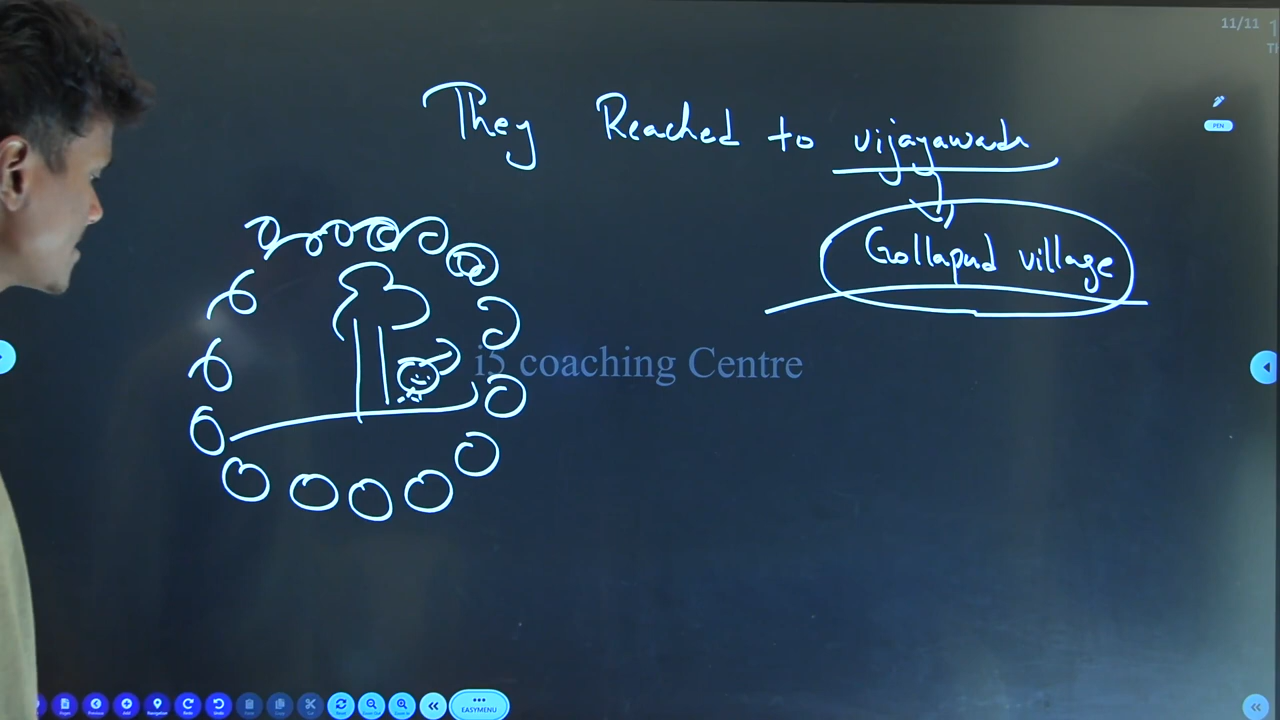 11/11
They Reached to vijayawada
PEN
Gollapud village
i5 coaching Centre
EASYMENU